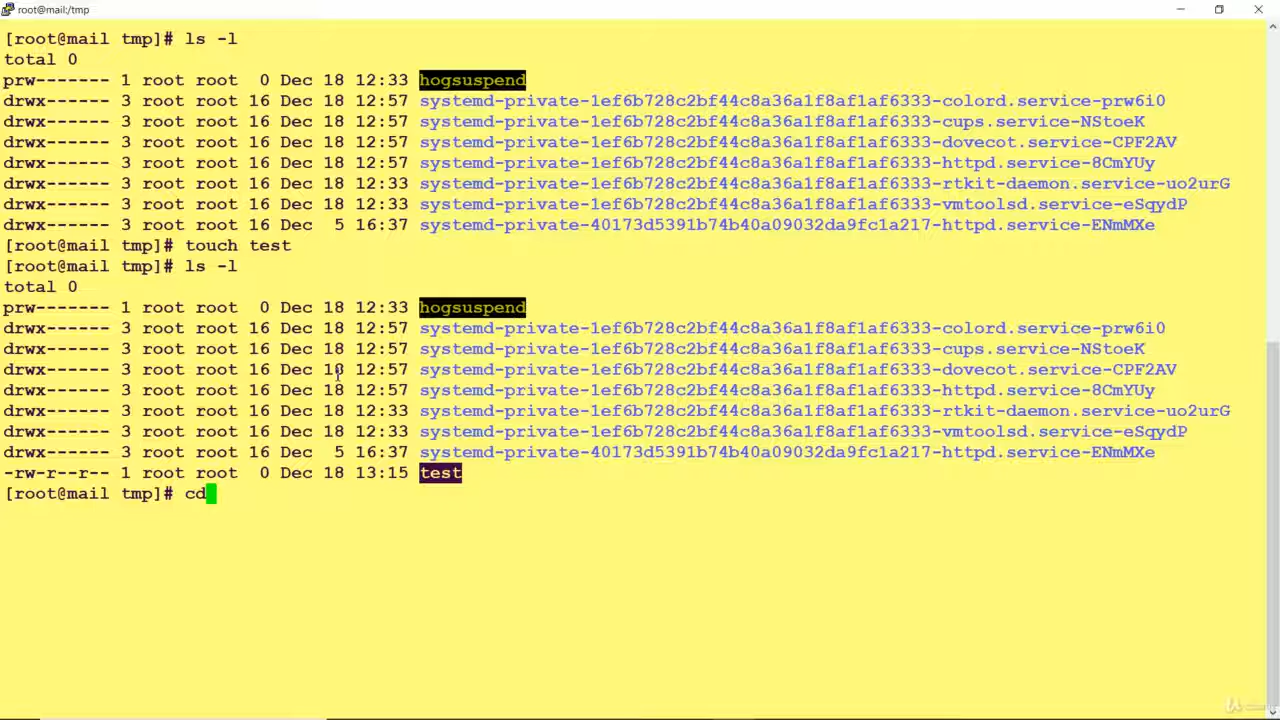 root@mail:/tmp
[root@mail tmp]# ls -l
total 0
prw------- 1 root root  0 Dec 18 12:33 hogsuspend
drwx------ 3 root root 16 Dec 18 12:57 systemd-private-1ef6b728c2bf44c8a36a1f8af1af6333-colord.service-prw6i0
drwx------ 3 root root 16 Dec 18 12:57 systemd-private-1ef6b728c2bf44c8a36a1f8af1af6333-cups.service-NStoeK
drwx------ 3 root root 16 Dec 18 12:57 systemd-private-1ef6b728c2bf44c8a36a1f8af1af6333-dovecot.service-CPF2AV
drwx------ 3 root root 16 Dec 18 12:57 systemd-private-1ef6b728c2bf44c8a36a1f8af1af6333-httpd.service-8CmYUy
drwx------ 3 root root 16 Dec 18 12:33 systemd-private-1ef6b728c2bf44c8a36a1f8af1af6333-rtkit-daemon.service-uo2urG
drwx------ 3 root root 16 Dec 18 12:33 systemd-private-1ef6b728c2bf44c8a36a1f8af1af6333-vmtoolsd.service-eSqydP
drwx------ 3 root root 16 Dec  5 16:37 systemd-private-40173d5391b74b40a09032da9fc1a217-httpd.service-ENmMXe
[root@mail tmp]# touch test
[root@mail tmp]# ls -l
total 0
prw------- 1 root root  0 Dec 18 12:33 hogsuspend
drwx------ 3 root root 16 Dec 18 12:57 systemd-private-1ef6b728c2bf44c8a36a1f8af1af6333-colord.service-prw6i0
drwx------ 3 root root 16 Dec 18 12:57 systemd-private-1ef6b728c2bf44c8a36a1f8af1af6333-cups.service-NStoeK
drwx------ 3 root root 16 Dec 18 12:57 systemd-private-1ef6b728c2bf44c8a36a1f8af1af6333-dovecot.service-CPF2AV
drwx------ 3 root root 16 Dec 18 12:57 systemd-private-1ef6b728c2bf44c8a36a1f8af1af6333-httpd.service-8CmYUy
drwx------ 3 root root 16 Dec 18 12:33 systemd-private-1ef6b728c2bf44c8a36a1f8af1af6333-rtkit-daemon.service-uo2urG
drwx------ 3 root root 16 Dec 18 12:33 systemd-private-1ef6b728c2bf44c8a36a1f8af1af6333-vmtoolsd.service-eSqydP
drwx------ 3 root root 16 Dec  5 16:37 systemd-private-40173d5391b74b40a09032da9fc1a217-httpd.service-ENmMXe
-rw-r--r-- 1 root root  0 Dec 18 13:15 test
[root@mail tmp]# cd